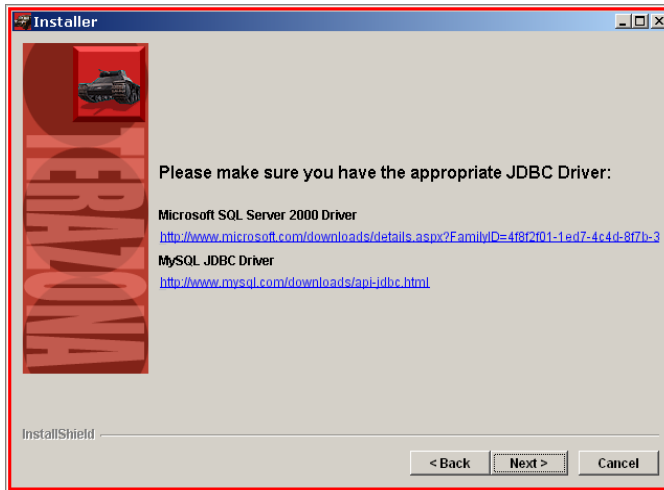 Installer
TERAZONA
Please make sure you have the appropriate JDBC Driver:
Microsoft SQL Server 2000 Driver
http://www.microsoft.com/downloads/details.aspx?FamilyID=4f8f2f01-1ed7-4c4d-8f7b-3
MySQL JDBC Driver
http://www.mysql.com/downloads/api-jdbc.html
InstallShield
< Back Next > Cancel